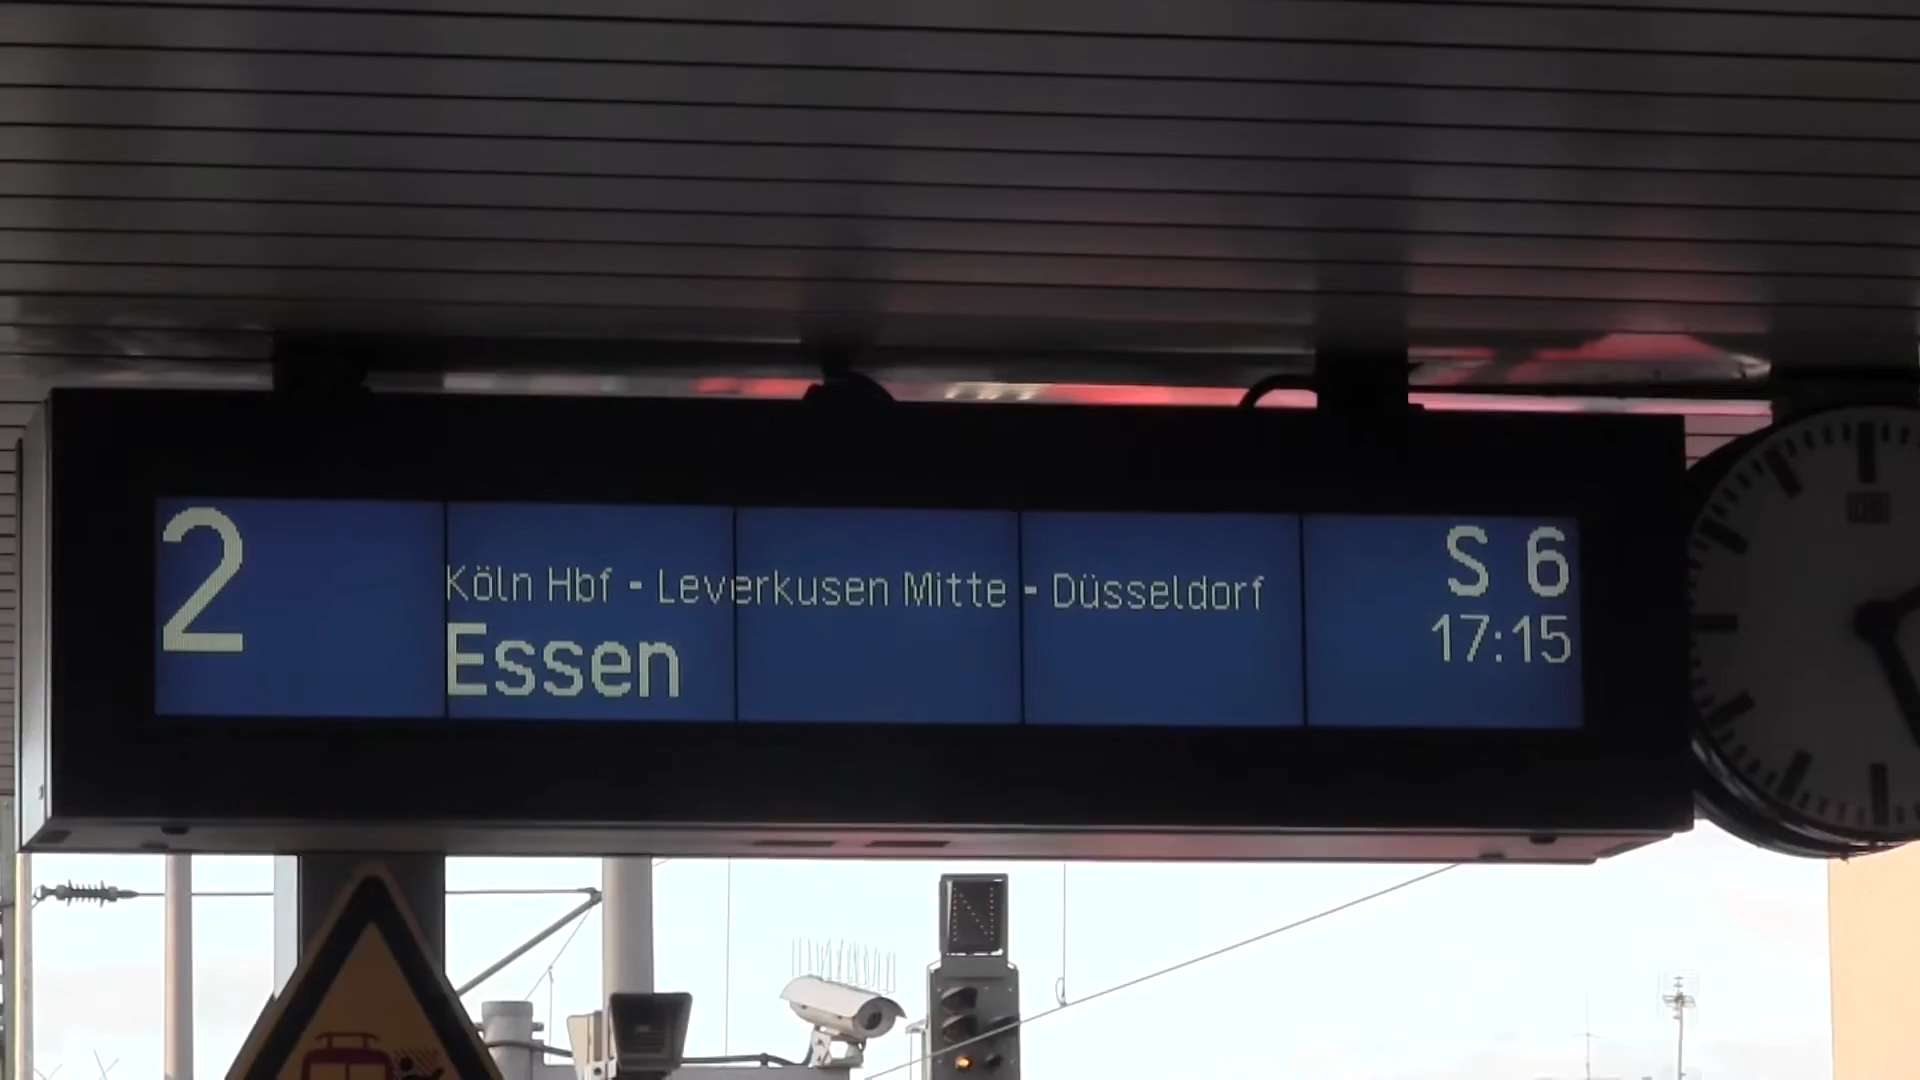 2
Köln Hbf - Leverkusen Mitte - Düsseldorf
Essen
S 6
17:15
N